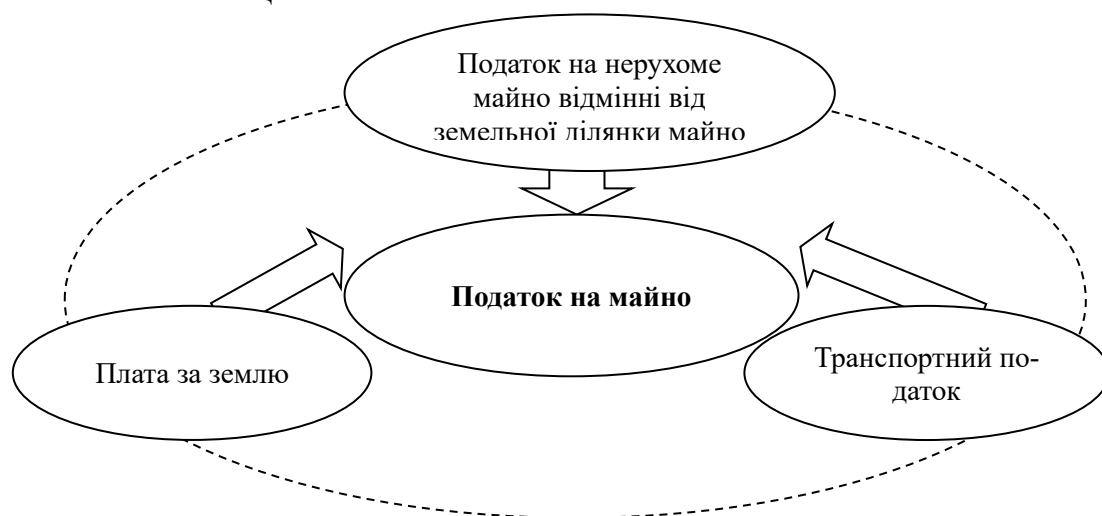 Податок на нерухоме
майно відмінні від
земельної ділянки майно
Податок на майно
Плата за землю
Транспортний по-
даток